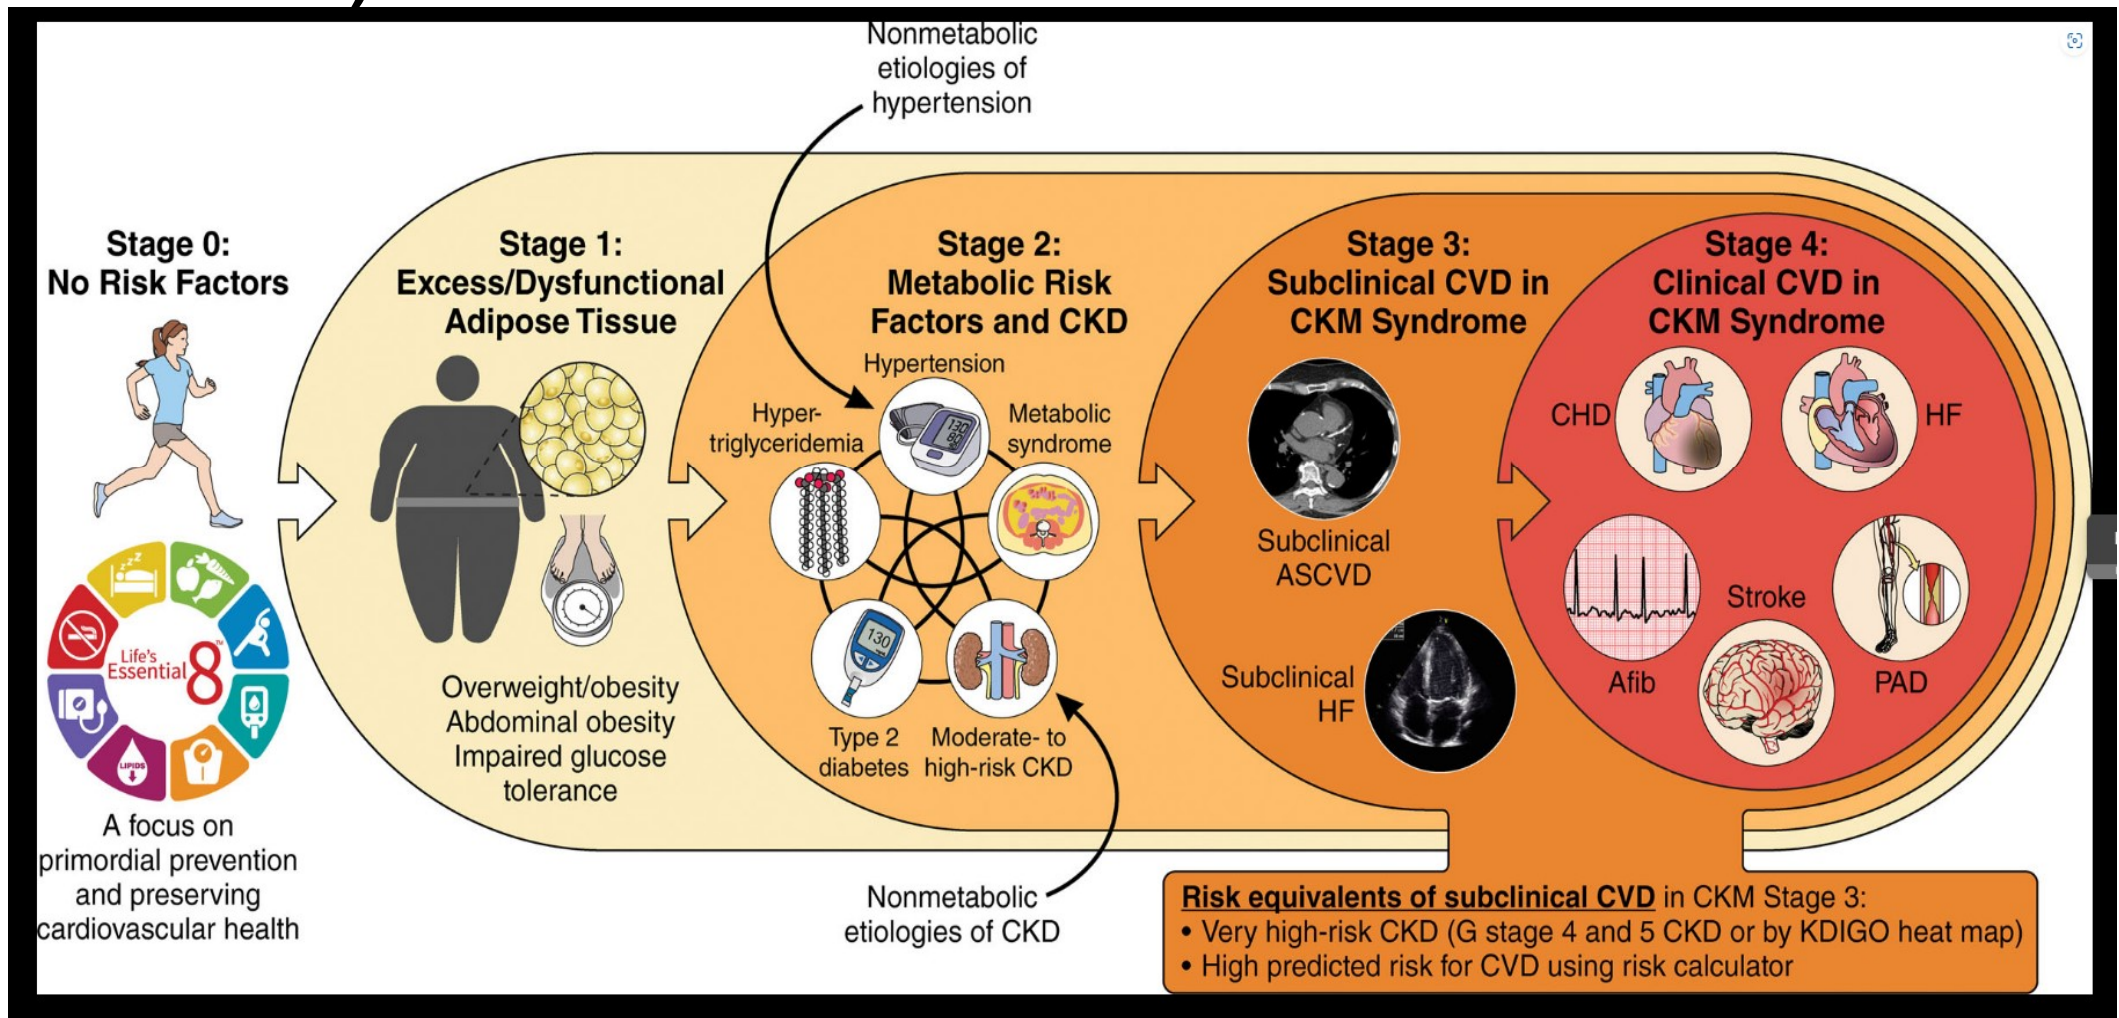 Nonmetabolic
etiologies of
hypertension
Stage 0:
No Risk Factors
Life's
Essential 8™
LIPIDS
A focus on
primordial prevention
and preserving
cardiovascular health
Stage 1:
Excess/Dysfunctional
Adipose Tissue
Overweight/obesity
Abdominal obesity
Impaired glucose
tolerance
Stage 2:
Metabolic Risk
Factors and CKD
Hypertension
130
80
Hyper-
triglyceridemia
Metabolic
syndrome
130
Type 2
diabetes
Moderate- to
high-risk CKD
Nonmetabolic
etiologies of CKD
Stage 3:
Subclinical CVD in
CKM Syndrome
Subclinical
ASCVD
Subclinical
HF
Stage 4:
Clinical CVD in
CKM Syndrome
CHD
HF
Afib
Stroke
PAD
Risk equivalents of subclinical CVD in CKM Stage 3:
• Very high-risk CKD (G stage 4 and 5 CKD or by KDIGO heat map)
• High predicted risk for CVD using risk calculator